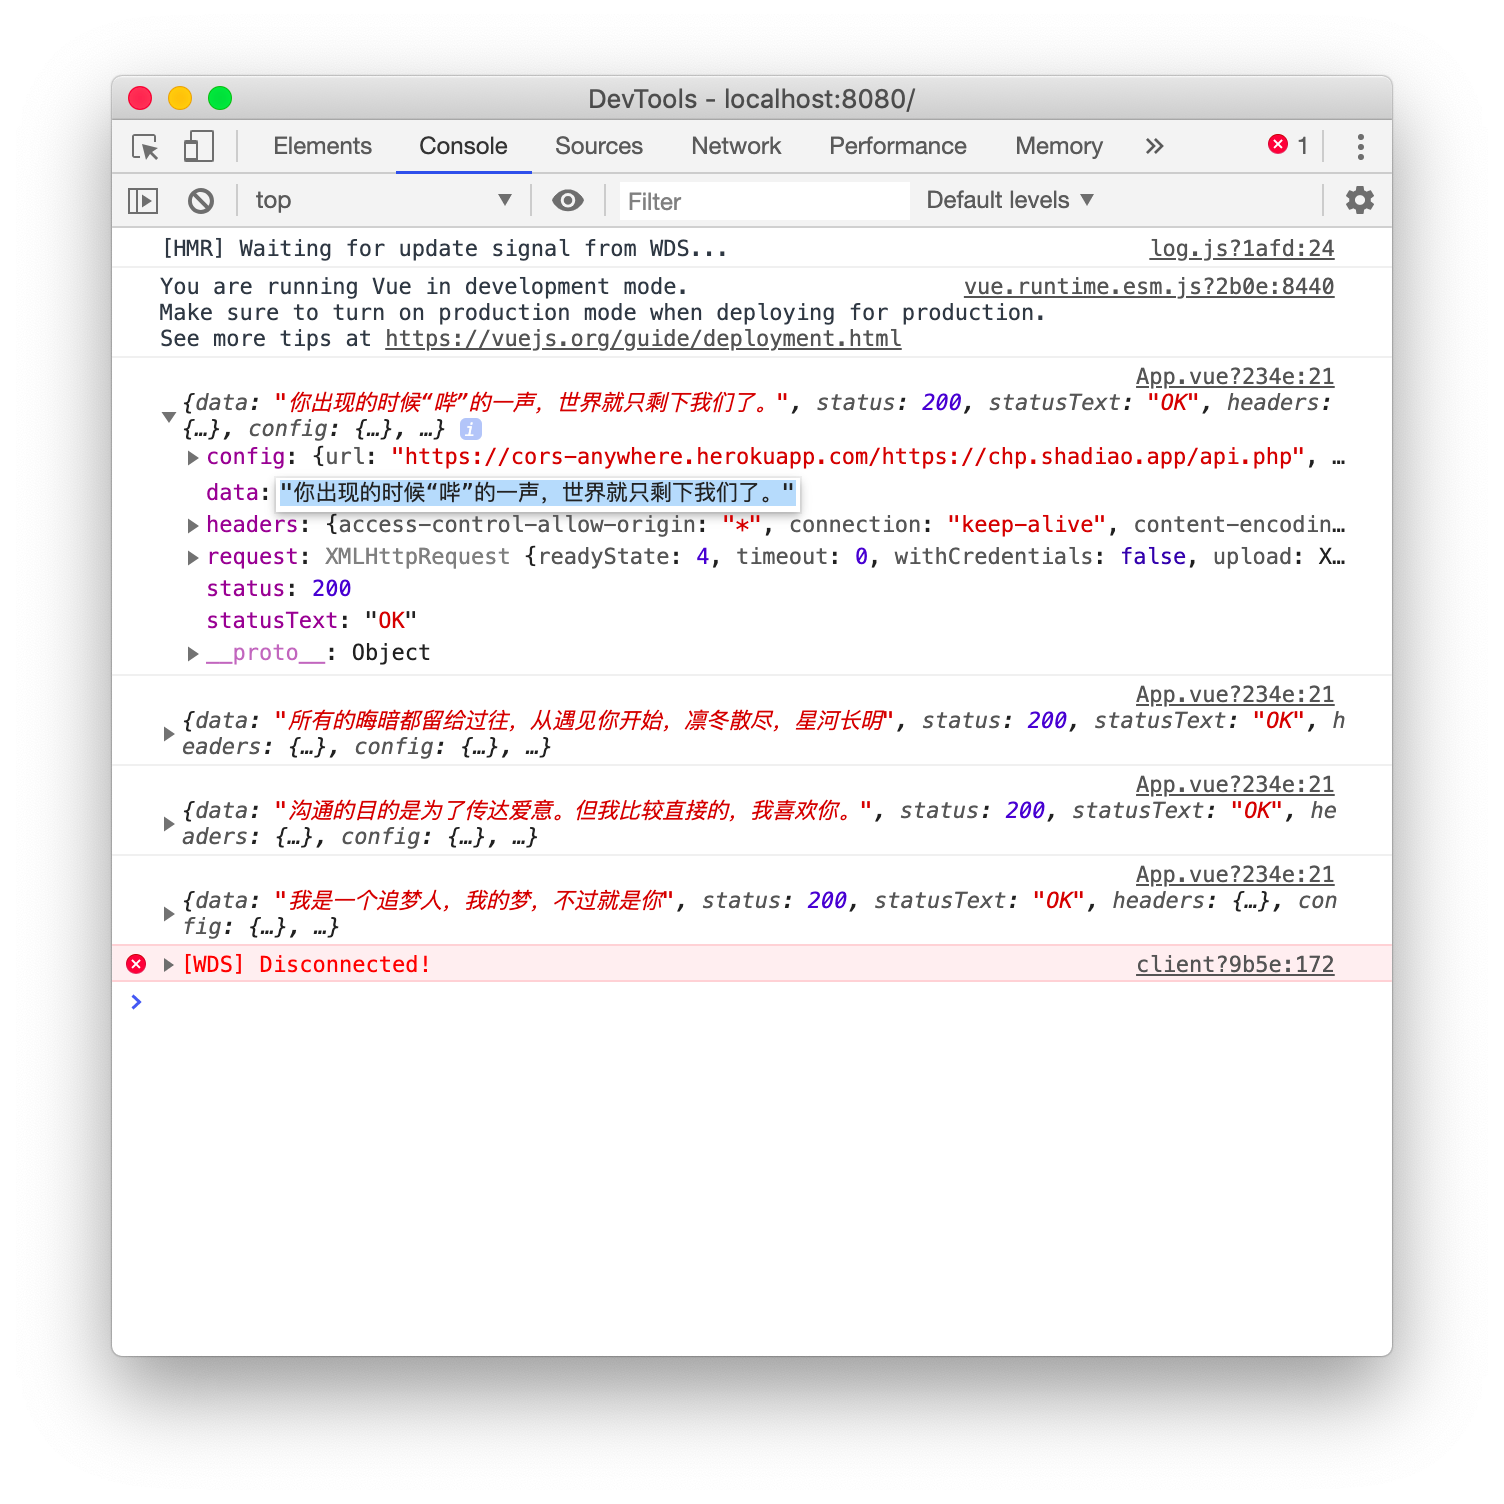 DevTools - localhost:8080/
Elements Console Sources Network Performance Memory » 1
top ▼ Filter Default levels ▼
[HMR] Waiting for update signal from WDS... log.js?1afd:24
You are running Vue in development mode. vue.runtime.esm.js?2b0e:8440
Make sure to turn on production mode when deploying for production.
See more tips at https://vuejs.org/guide/deployment.html
App.vue?234e:21
{data: "你出现的时候“哔”的一声，世界就只剩下我们了。", status: 200, statusText: "OK", headers:
{…}, config: {…}, …} i
config: {url: "https://cors-anywhere.herokuapp.com/https://chp.shadiao.app/api.php", …
data: "你出现的时候“哔”的一声，世界就只剩下我们了。"
headers: {access-control-allow-origin: "*", connection: "keep-alive", content-encodin…
request: XMLHttpRequest {readyState: 4, timeout: 0, withCredentials: false, upload: X…
status: 200
statusText: "OK"
__proto__: Object
App.vue?234e:21
{data: "所有的晦暗都留给过往，从遇见你开始，凛冬散尽，星河长明", status: 200, statusText: "OK", h
eaders: {…}, config: {…}, …}
App.vue?234e:21
{data: "沟通的目的是为了传达爱意。但我比较直接的，我喜欢你。", status: 200, statusText: "OK", he
aders: {…}, config: {…}, …}
App.vue?234e:21
{data: "我是一个追梦人，我的梦，不过就是你", status: 200, statusText: "OK", headers: {…}, con
fig: {…}, …}
[WDS] Disconnected! client?9b5e:172